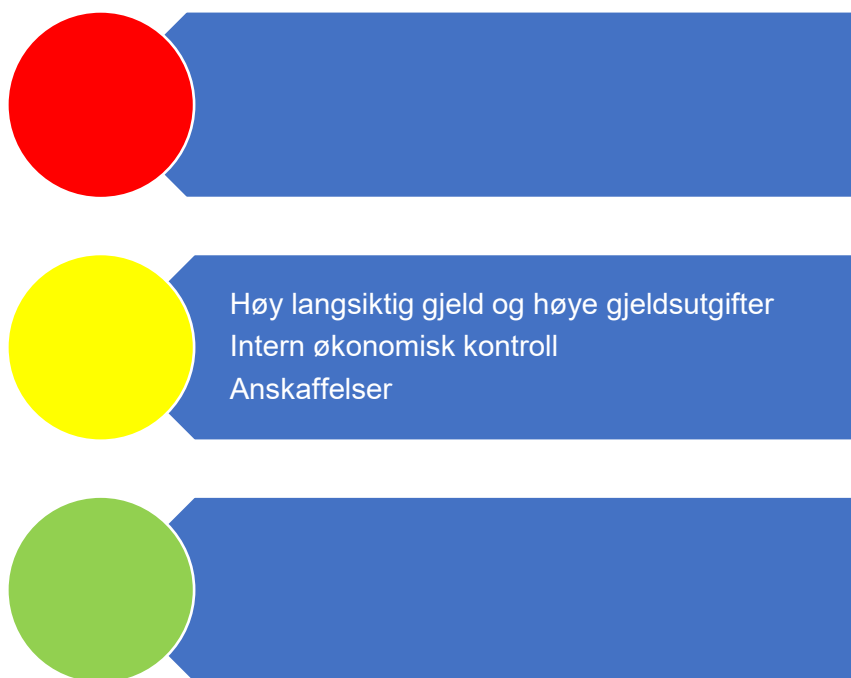 Høy langsiktig gjeld og høye gjeldsutgifter
Intern økonomisk kontroll
Anskaffelser